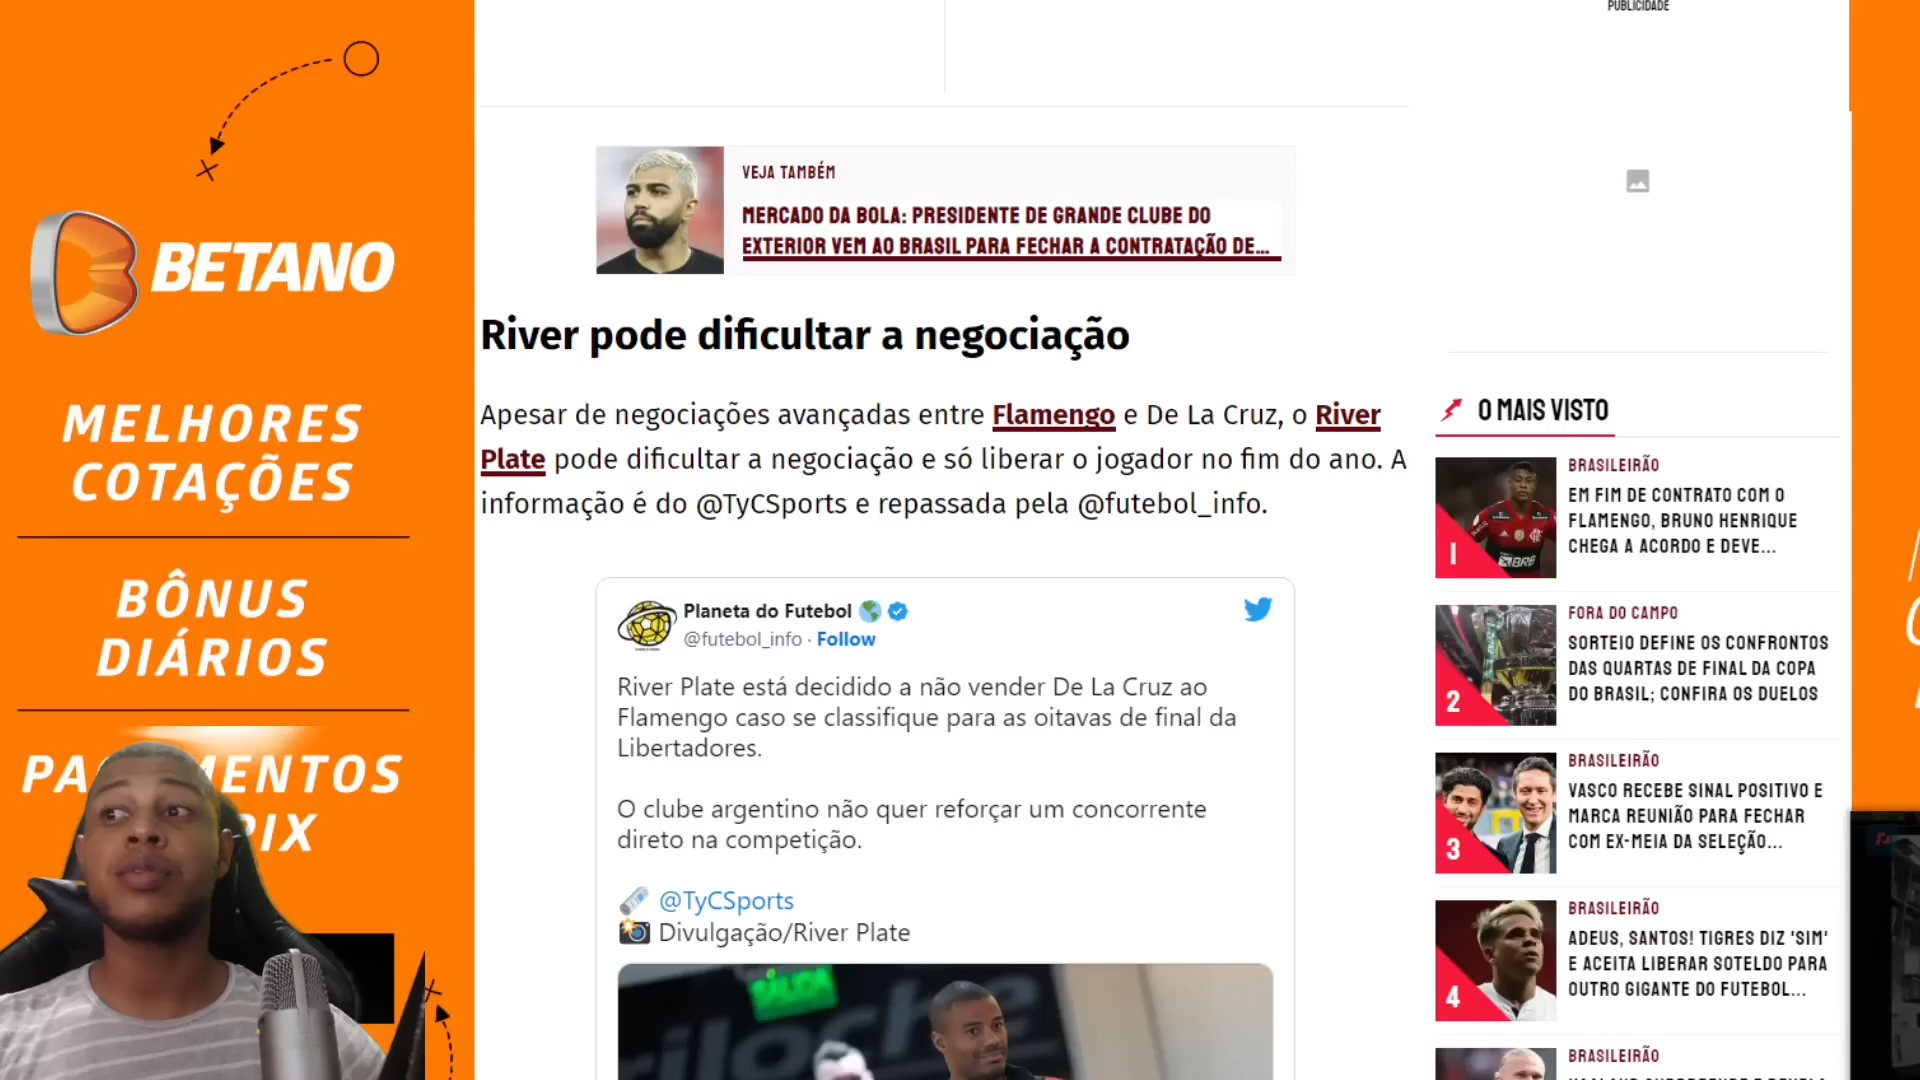 PUBLICIDADE
BETANO
MELHORES
COTAÇÕES
BÔNUS
DIÁRIOS
PIX
VEJA TAMBÉM
MERCADO DA BOLA: PRESIDENTE DE GRANDE CLUBE DO
EXTERIOR VEM AO BRASIL PARA FECHAR A CONTRATAÇÃO DE...
River pode dificultar a negociação
Apesar de negociações avançadas entre Flamengo e De La Cruz, o River
Plate pode dificultar a negociação e só liberar o jogador no fim do ano. A
informação é do @TyCSports e repassada pela @futebol_info.
Planeta do Futebol
@futebol_info · Follow
River Plate está decidido a não vender De La Cruz ao
Flamengo caso se classifique para as oitavas de final da
Libertadores.
O clube argentino não quer reforçar um concorrente
direto na competição.
@TyCSports
Divulgação/River Plate
O MAIS VISTO
1
BRASILEIRÃO
EM FIM DE CONTRATO COM O
FLAMENGO, BRUNO HENRIQUE
CHEGA A ACORDO E DEVE...
2
FORA DO CAMPO
SORTEIO DEFINE OS CONFRONTOS
DAS QUARTAS DE FINAL DA COPA
DO BRASIL; CONFIRA OS DUELOS
3
BRASILEIRÃO
VASCO RECEBE SINAL POSITIVO E
MARCA REUNIÃO PARA FECHAR
COM EX-MEIA DA SELEÇÃO...
4
BRASILEIRÃO
ADEUS, SANTOS! TIGRES DIZ 'SIM'
E ACEITA LIBERAR SOTELDO PARA
OUTRO GIGANTE DO FUTEBOL...
BRASILEIRÃO